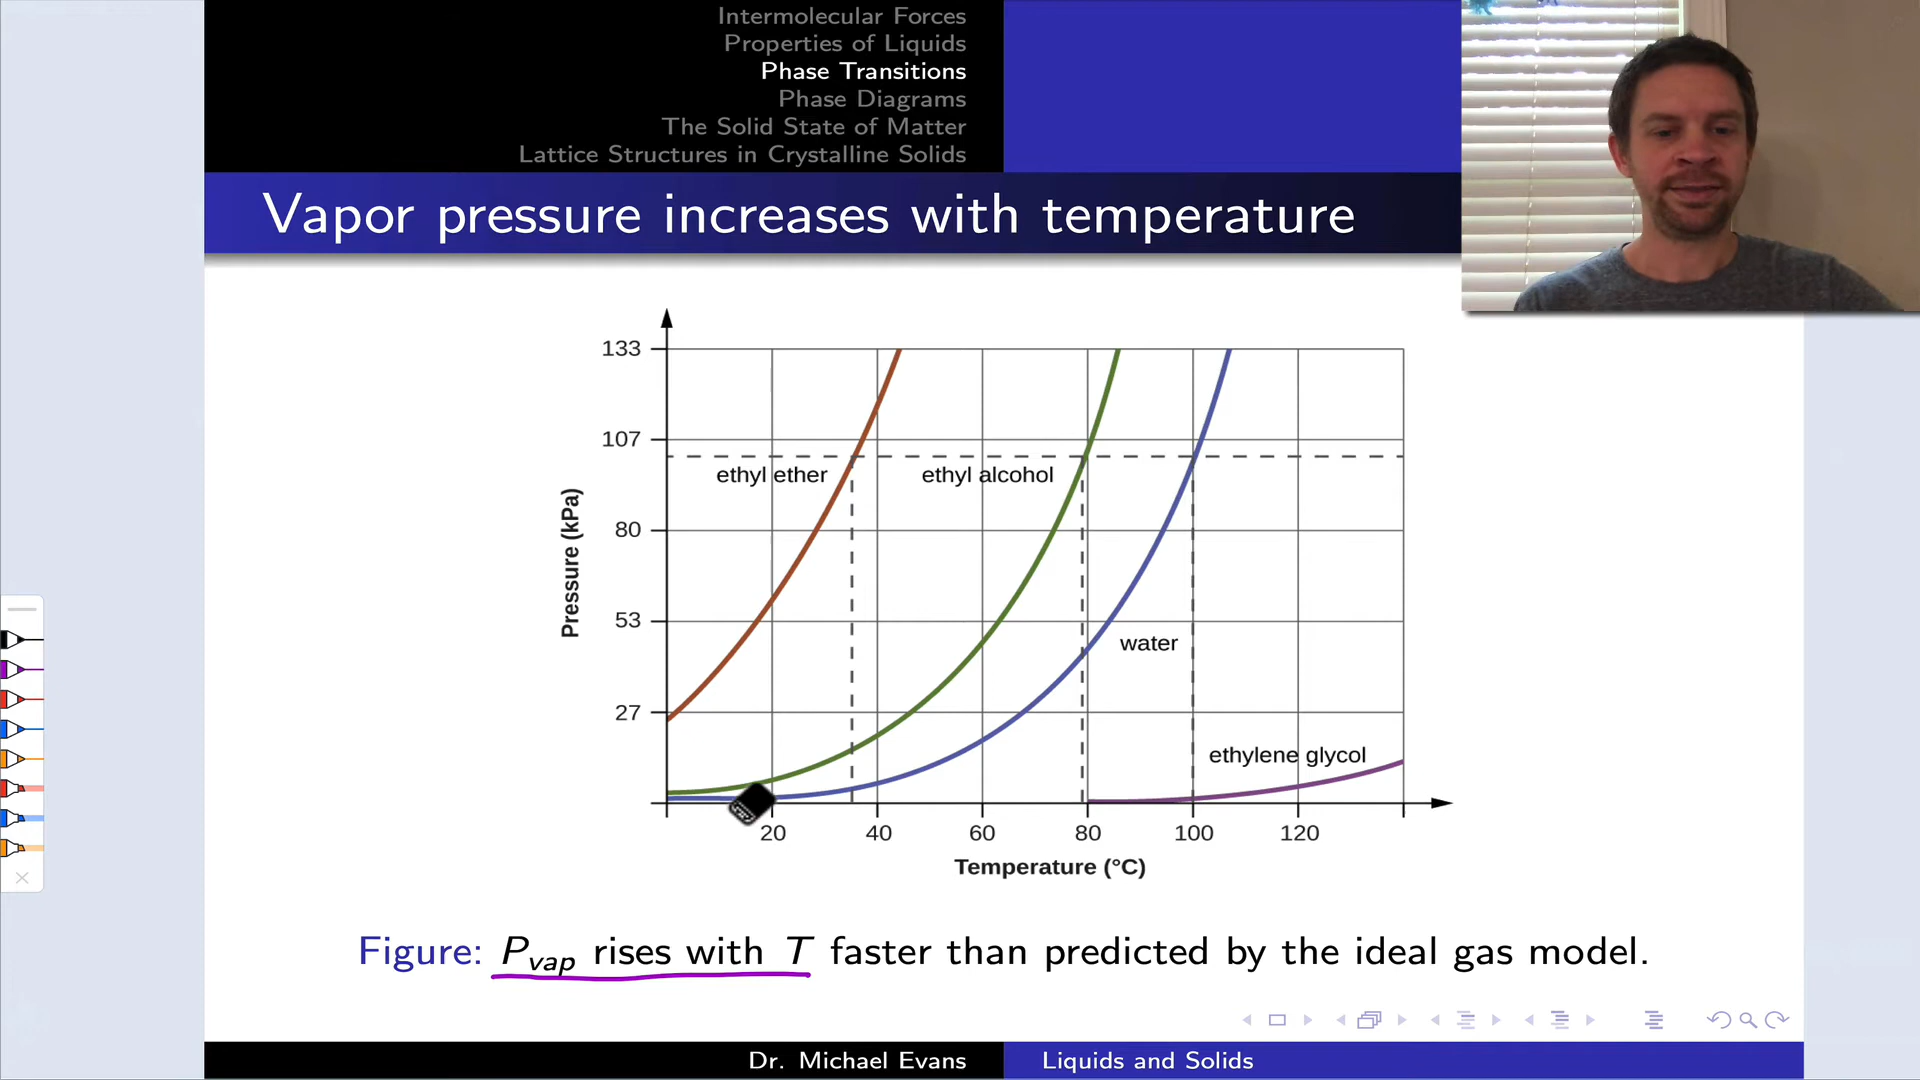 Intermolecular Forces
Properties of Liquids
Phase Transitions
Phase Diagrams
The Solid State of Matter
Lattice Structures in Crystalline Solids
Vapor pressure increases with temperature
133
107
80
53
27
Pressure (kPa)
ethyl ether
ethyl alcohol
water
ethylene glycol
20 40 60 80 100 120
Temperature (°C)
Figure: Pvap rises with T faster than predicted by the ideal gas model.
Dr. Michael Evans Liquids and Solids